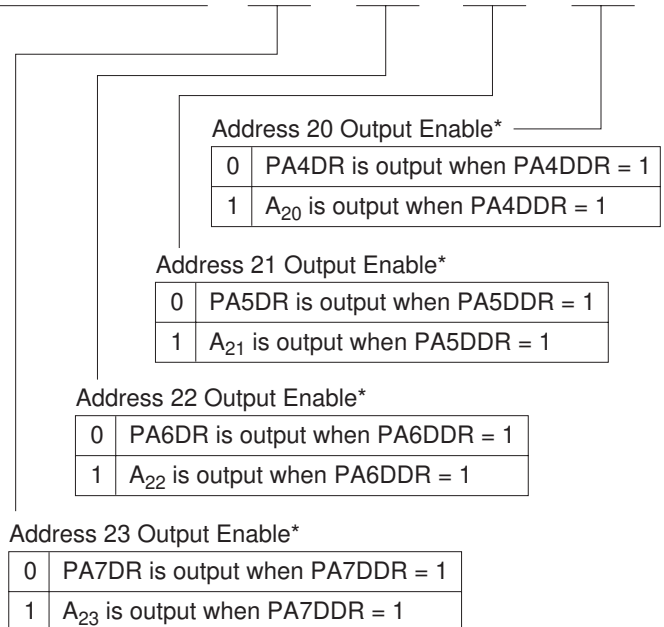 Address 20 Output Enable*
0 PA4DR is output when PA4DDR = 1
1 A20 is output when PA4DDR = 1
Address 21 Output Enable*
0 PA5DR is output when PA5DDR = 1
1 A21 is output when PA5DDR = 1
Address 22 Output Enable*
0 PA6DR is output when PA6DDR = 1
1 A22 is output when PA6DDR = 1
Address 23 Output Enable*
0 PA7DR is output when PA7DDR = 1
1 A23 is output when PA7DDR = 1